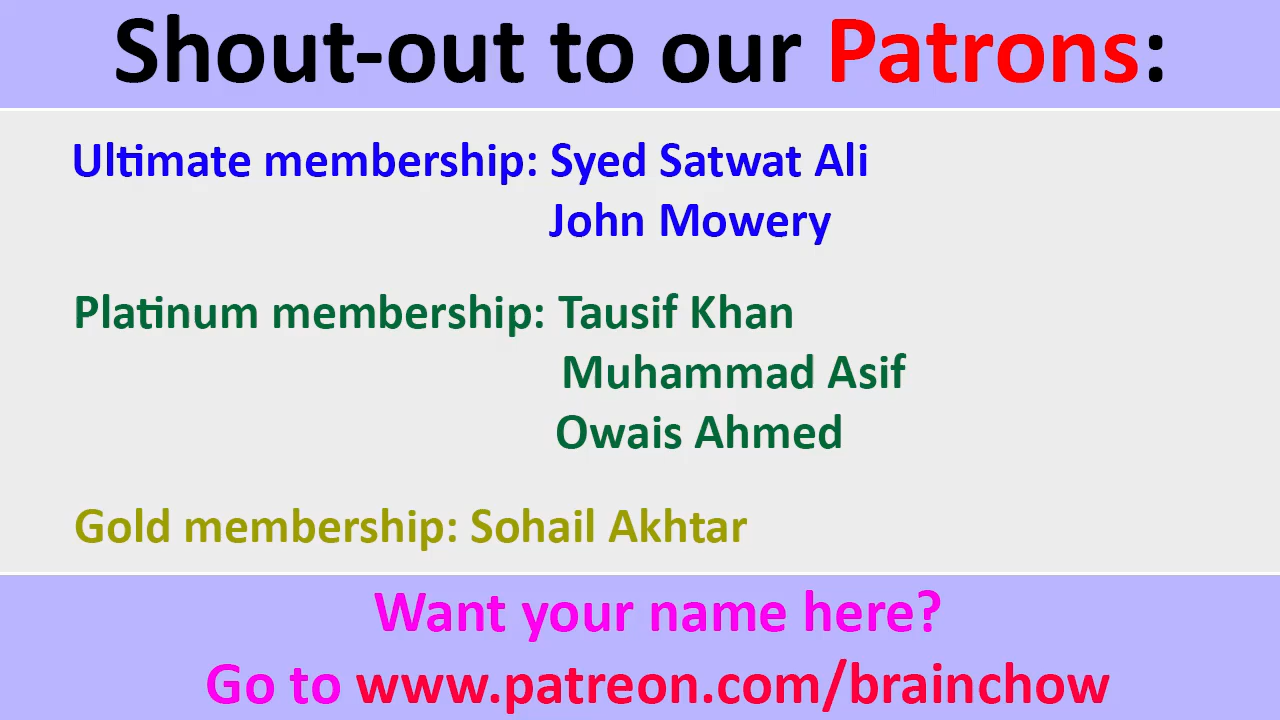 Shout-out to our Patrons:
Ultimate membership: Syed Satwat Ali
John Mowery
Platinum membership: Tausif Khan
Muhammad Asif
Owais Ahmed
Gold membership: Sohail Akhtar
Want your name here?
Go to www.patreon.com/brainchow